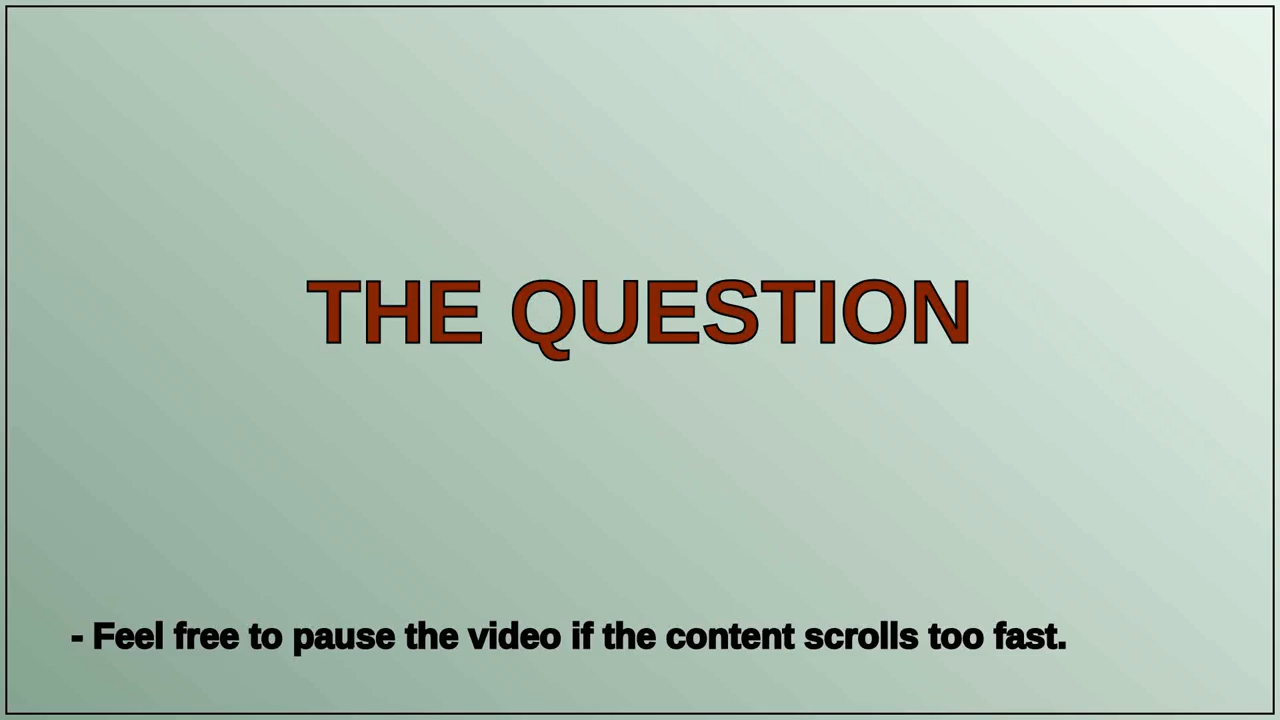 THE QUESTION
- Feel free to pause the video if the content scrolls too fast.